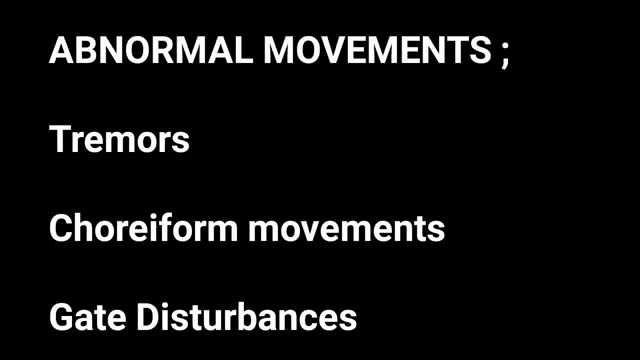 ABNORMAL MOVEMENTS ;
Tremors
Choreiform movements
Gate Disturbances